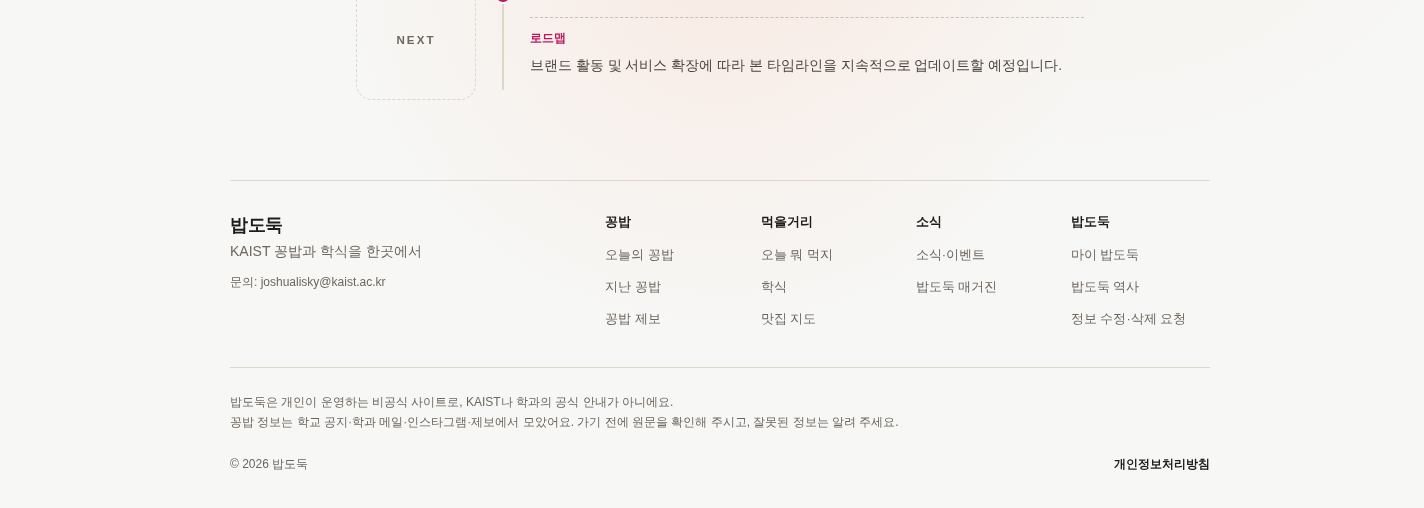 NEXT
로드맵
브랜드 활동 및 서비스 확장에 따라 본 타임라인을 지속적으로 업데이트할 예정입니다.
밥도둑
KAIST 꽁밥과 학식을 한곳에서
문의: joshualisky@kaist.ac.kr
꽁밥
오늘의 꽁밥
지난 꽁밥
꽁밥 제보
먹을거리
오늘 뭐 먹지
학식
맛집 지도
소식
소식·이벤트
밥도둑 매거진
밥도둑
마이 밥도둑
밥도둑 역사
정보 수정·삭제 요청
밥도둑은 개인이 운영하는 비공식 사이트로, KAIST나 학과의 공식 안내가 아니에요.
꽁밥 정보는 학교 공지·학과 메일·인스타그램·제보에서 모았어요. 가기 전에 원문을 확인해 주시고, 잘못된 정보는 알려 주세요.
© 2026 밥도둑
개인정보처리방침